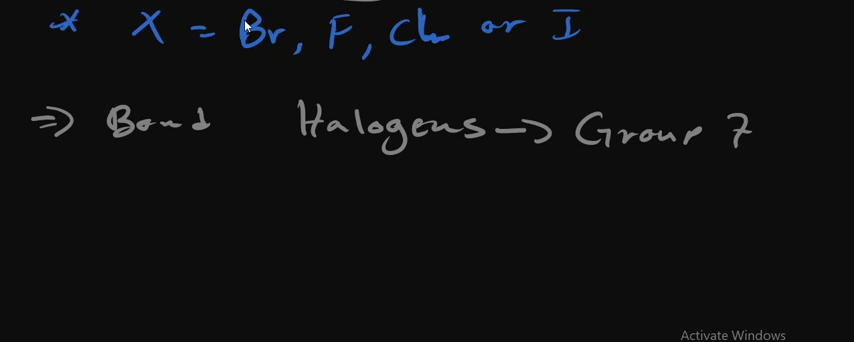 * X = Br, F, Cl or I
⇒ Bond Halogens → Group 7
Activate Windows